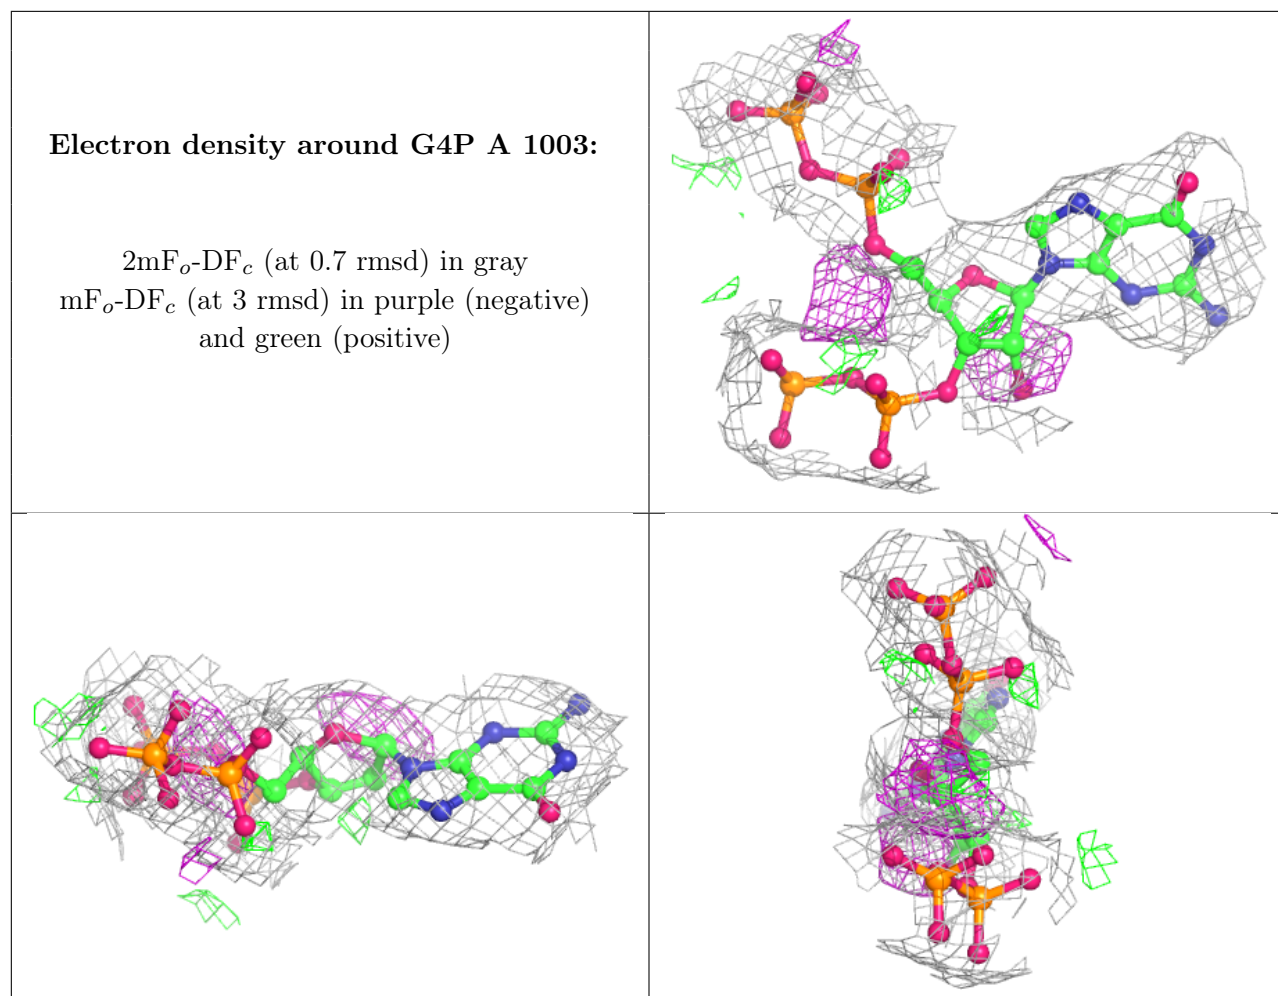 Electron density around G4P A 1003:
2mFo-DFc (at 0.7 rmsd) in gray
mFo-DFc (at 3 rmsd) in purple (negative)
and green (positive)